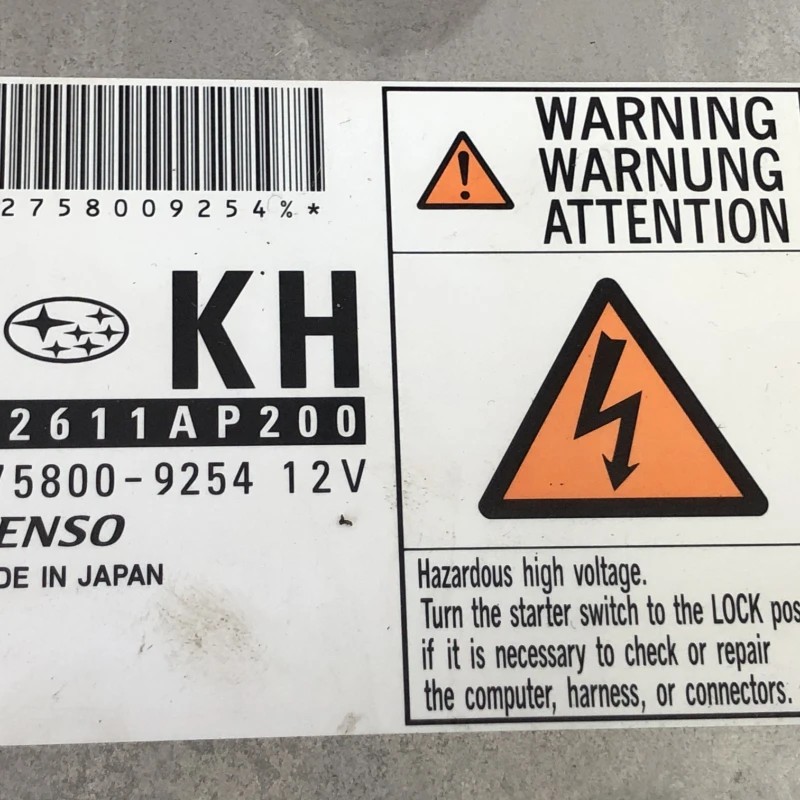 2758009254%*
KH
2611AP200
75800-9254 12V
ENSO
DE IN JAPAN
WARNING
WARNUNG
ATTENTION
Hazardous high voltage.
Turn the starter switch to the LOCK pos
if it is necessary to check or repair
the computer, harness, or connectors.